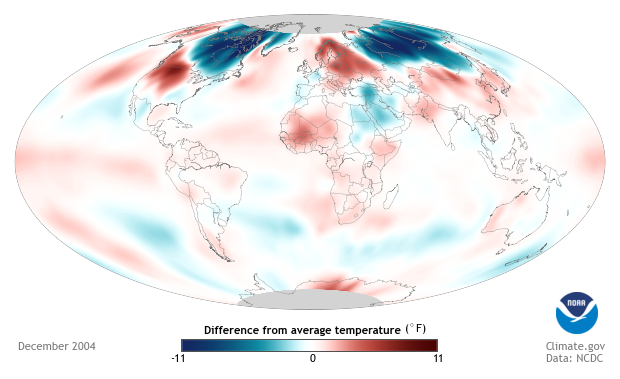 NOAA
Difference from average temperature (°F)
December 2004
-11
0
11
Climate.gov
Data: NCDC